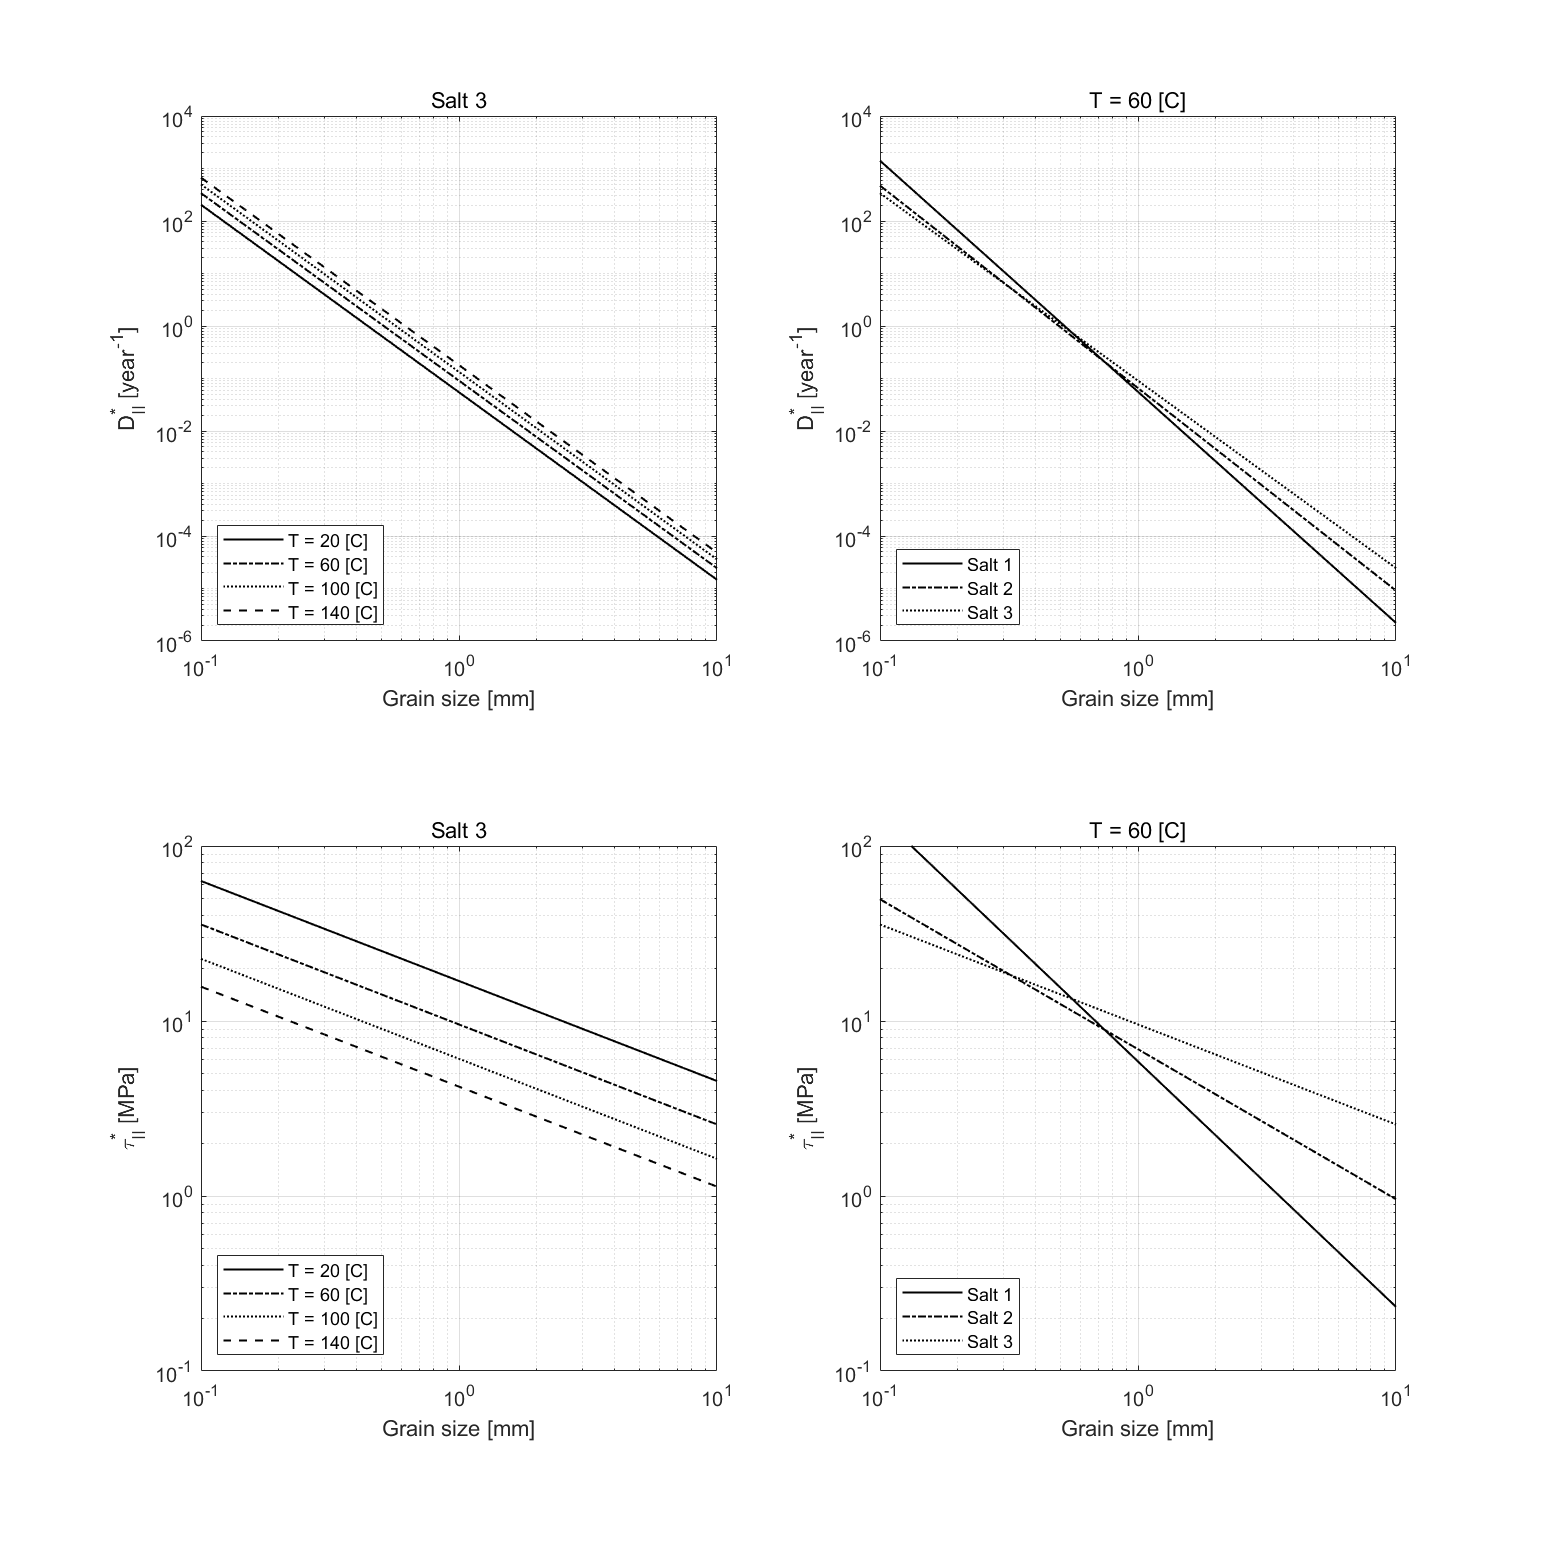 Salt 3
10^4
10^2
10^0
10^-2
10^-4
10^-6
D*|| [year^-1]
T = 20 [C]
T = 60 [C]
T = 100 [C]
T = 140 [C]
10^-1 10^0 10^1
Grain size [mm]
T = 60 [C]
10^4
10^2
10^0
10^-2
10^-4
10^-6
D*|| [year^-1]
Salt 1
Salt 2
Salt 3
10^-1 10^0 10^1
Grain size [mm]
Salt 3
10^2
10^1
10^0
10^-1
τ*|| [MPa]
T = 20 [C]
T = 60 [C]
T = 100 [C]
T = 140 [C]
10^-1 10^0 10^1
Grain size [mm]
T = 60 [C]
10^2
10^1
10^0
10^-1
τ*|| [MPa]
Salt 1
Salt 2
Salt 3
10^-1 10^0 10^1
Grain size [mm]